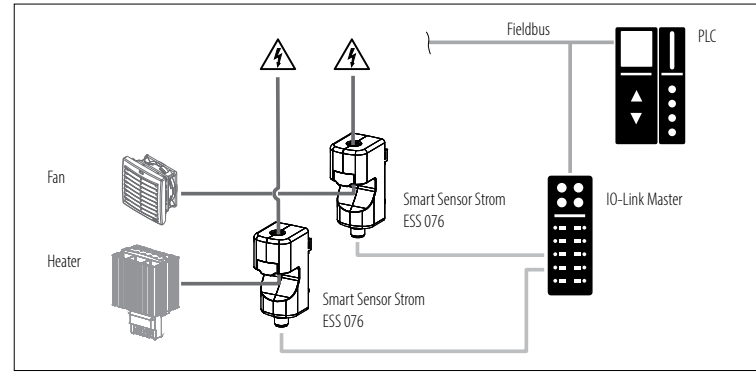 Fieldbus
PLC
Fan
Smart Sensor Strom
ESS 076
IO-Link Master
Heater
Smart Sensor Strom
ESS 076